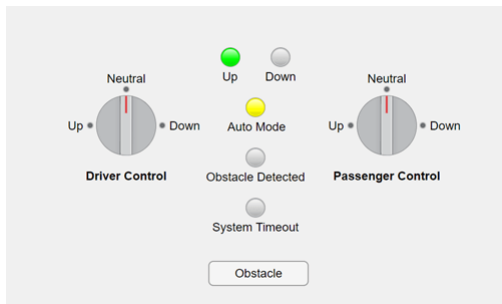 Up Down
Neutral
Up Down
Driver Control
Auto Mode
Obstacle Detected
System Timeout
Neutral
Up Down
Passenger Control
Obstacle